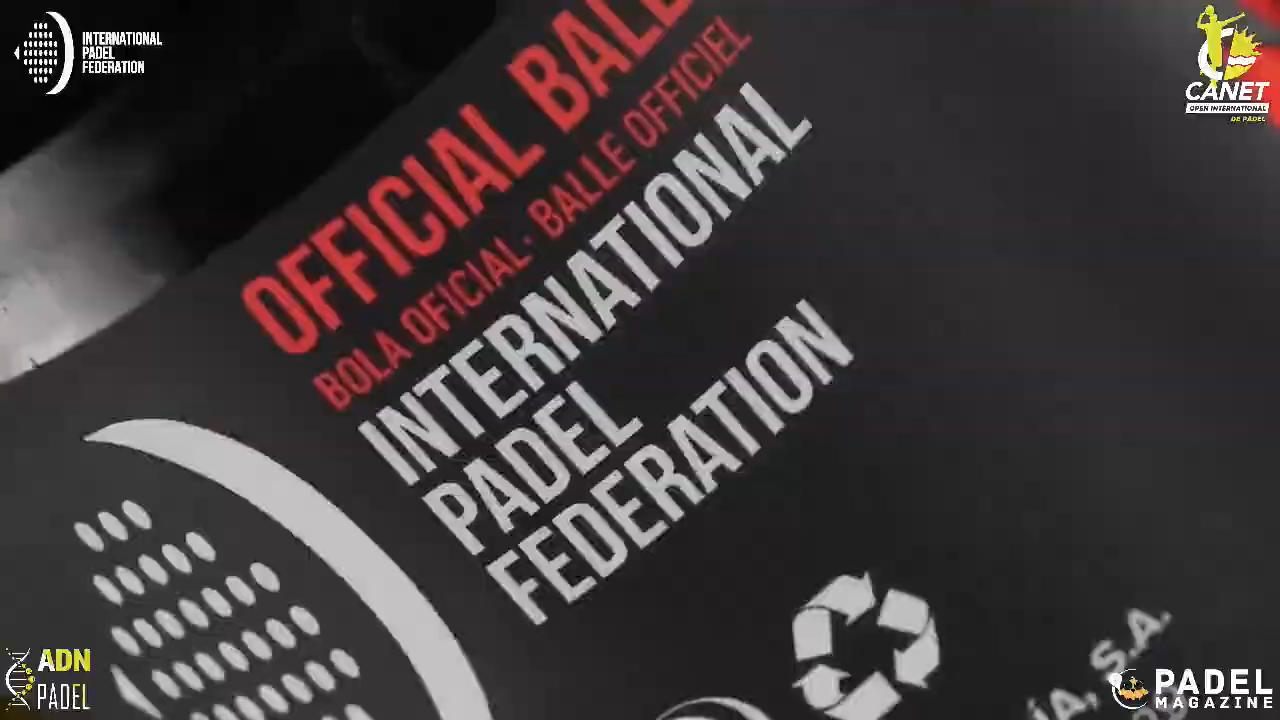 INTERNATIONAL
PADEL
FEDERATION
CANET
OPEN INTERNATIONAL
DE PADEL
OFFICIAL BALL
BOLA OFICIAL · BALLE OFFICIEL
INTERNATIONAL
PADEL
FEDERATION
S.A.
ADN
PADEL
PADEL
MAGAZINE